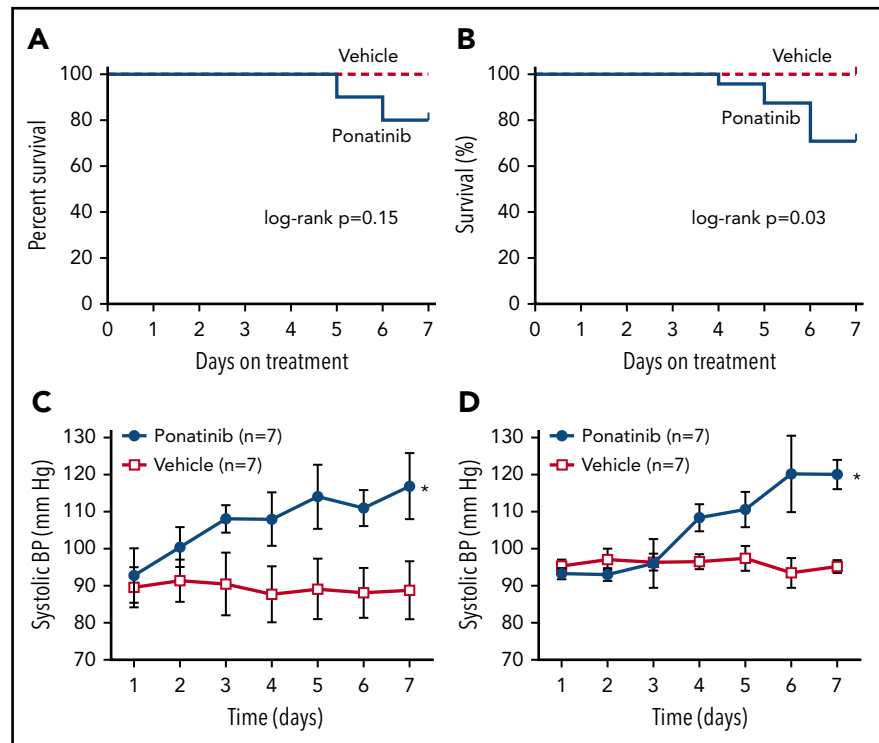 A
Vehicle
100
80
60
40
20
0
Percent survival
Ponatinib
log-rank p=0.15
0 1 2 3 4 5 6 7
Days on treatment
B
Vehicle
100
80
60
40
20
0
Survival (%)
Ponatinib
log-rank p=0.03
0 1 2 3 4 5 6 7
Days on treatment
C
Ponatinib (n=7)
Vehicle (n=7)
130
120
110
100
90
80
70
Systolic BP (mm Hg)
*
1 2 3 4 5 6 7
Time (days)
D
Ponatinib (n=7)
Vehicle (n=7)
130
120
110
100
90
80
70
Systolic BP (mm Hg)
*
1 2 3 4 5 6 7
Time (days)